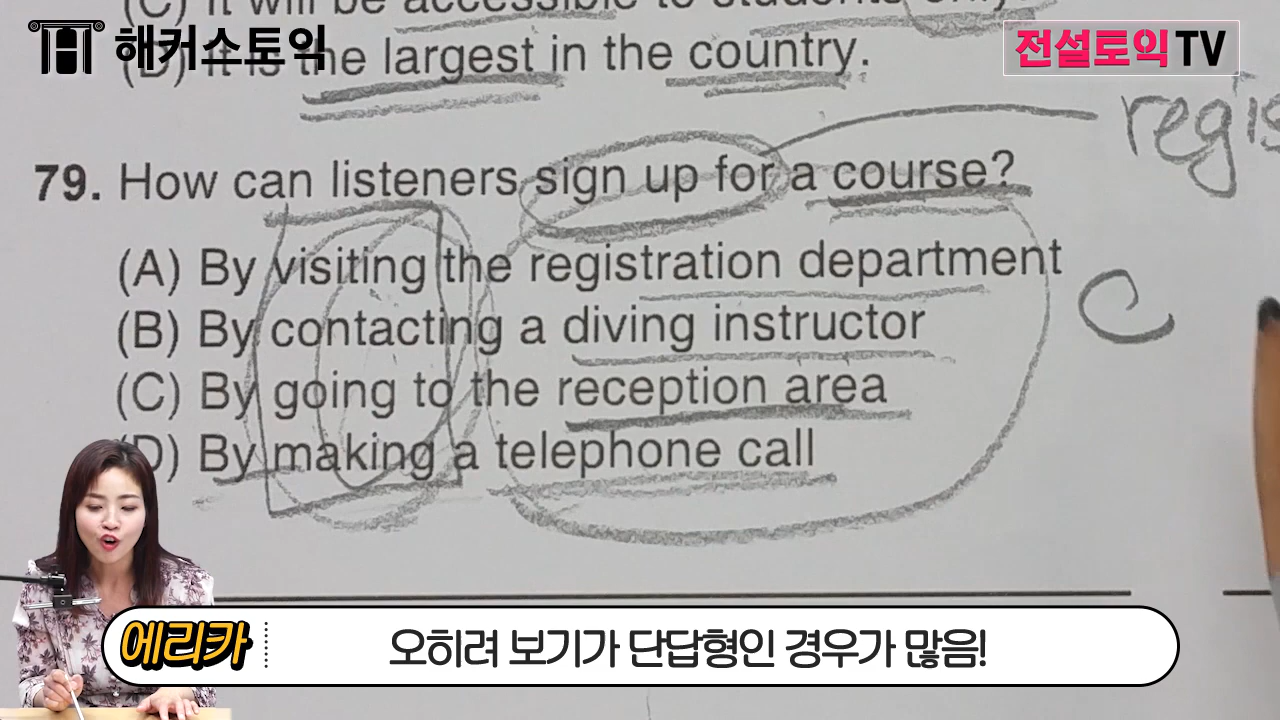 (C) It will be accessible to students only.
해커스토익
전설토익TV
(D) It is the largest in the country.
regis
79. How can listeners sign up for a course?
(A) By visiting the registration department
(B) By contacting a diving instructor
(C) By going to the reception area
(D) By making a telephone call
C
에리카
오히려 보기가 단답형인 경우가 많음!